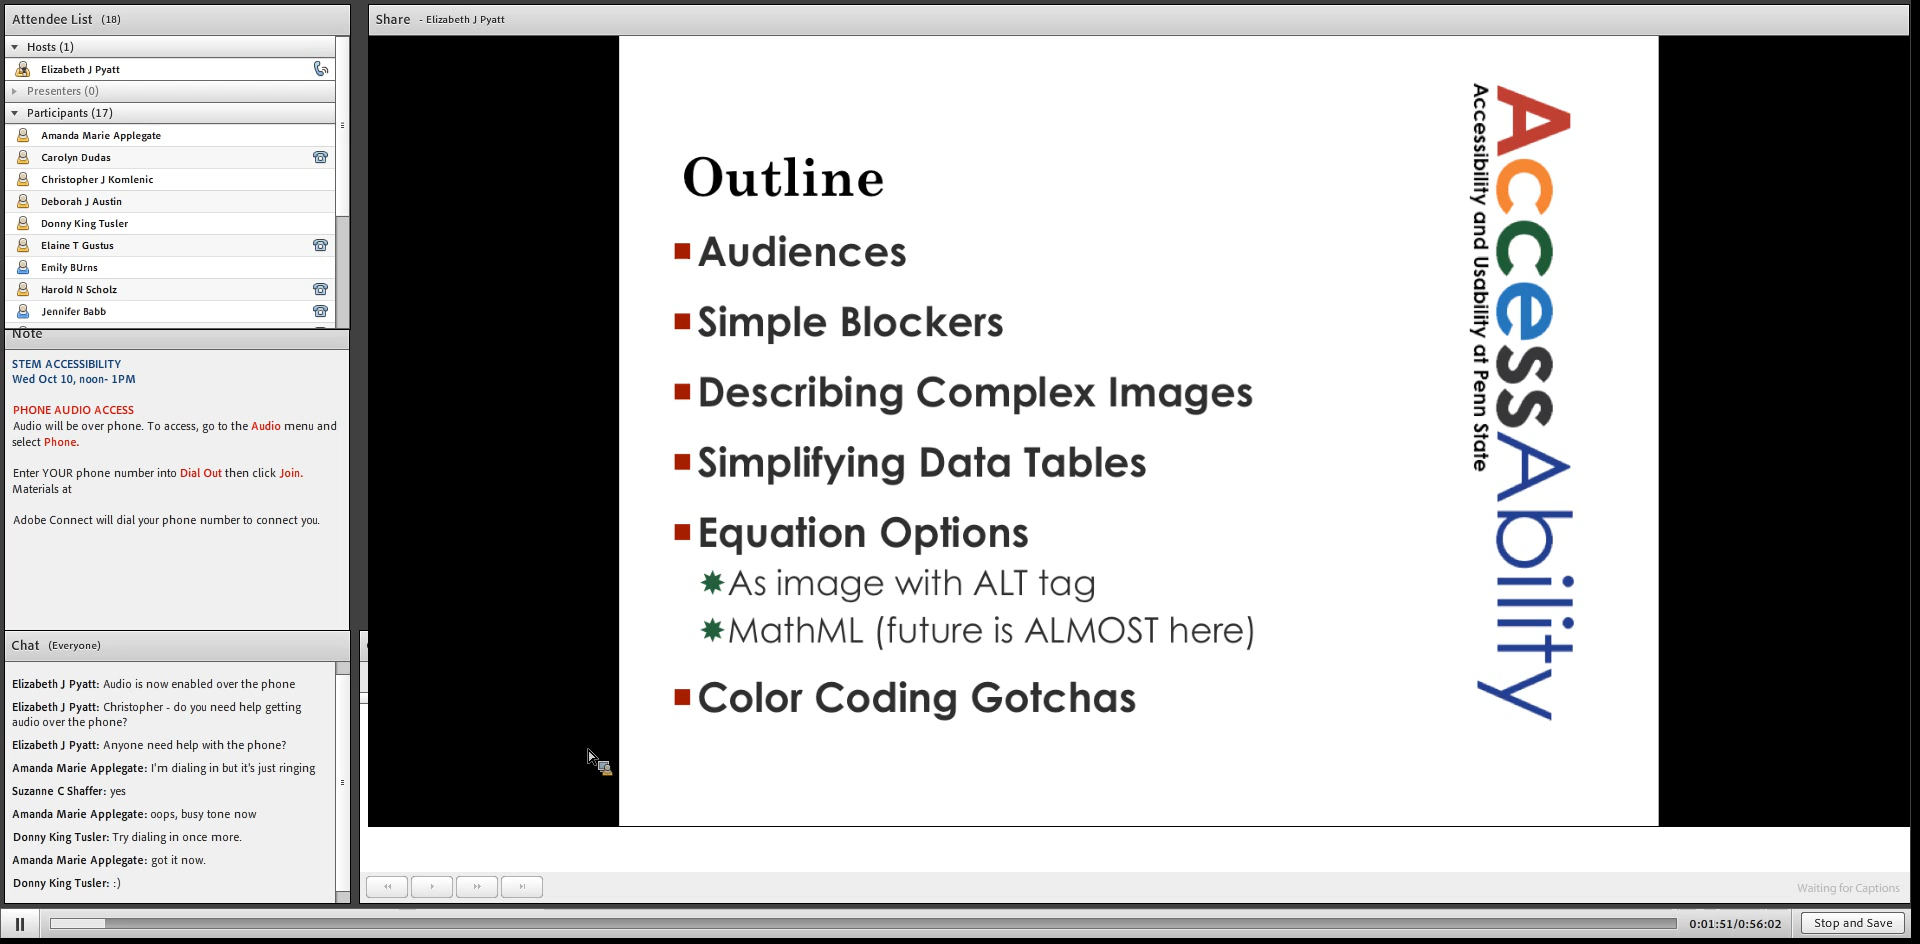 Attendee List (18)
Hosts (1)
Elizabeth J Pyatt
Presenters (0)
Participants (17)
Amanda Marie Applegate
Carolyn Dudas
Christopher J Komlenic
Deborah J Austin
Donny King Tusler
Elaine T Gustus
Emily BUrns
Harold N Scholz
Jennifer Babb
Note
STEM ACCESSIBILITY
Wed Oct 10, noon- 1PM
PHONE AUDIO ACCESS
Audio will be over phone. To access, go to the Audio menu and
select Phone.
Enter YOUR phone number into Dial Out then click Join.
Materials at
Adobe Connect will dial your phone number to connect you.
Chat (Everyone)
Elizabeth J Pyatt: Audio is now enabled over the phone
Elizabeth J Pyatt: Christopher - do you need help getting
audio over the phone?
Elizabeth J Pyatt: Anyone need help with the phone?
Amanda Marie Applegate: I'm dialing in but it's just ringing
Suzanne C Shaffer: yes
Amanda Marie Applegate: oops, busy tone now
Donny King Tusler: Try dialing in once more.
Amanda Marie Applegate: got it now.
Donny King Tusler: :)
Share - Elizabeth J Pyatt
Outline
Audiences
Simple Blockers
Describing Complex Images
Simplifying Data Tables
Equation Options
As image with ALT tag
MathML (future is ALMOST here)
Color Coding Gotchas
AccessAbility
Accessibility and Usability at Penn State
Waiting for Captions
0:01:51/0:56:02
Stop and Save